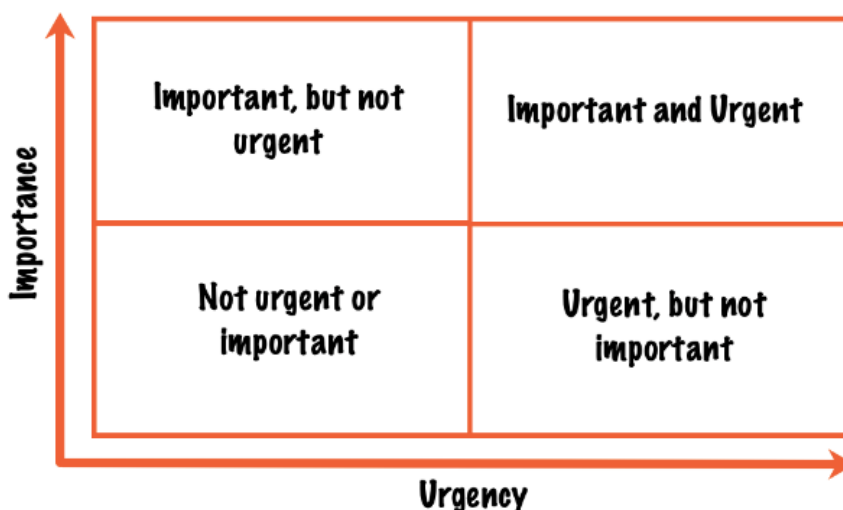 Importance
Important, but not
urgent
Important and Urgent
Not urgent or
important
Urgent, but not
important
Urgency